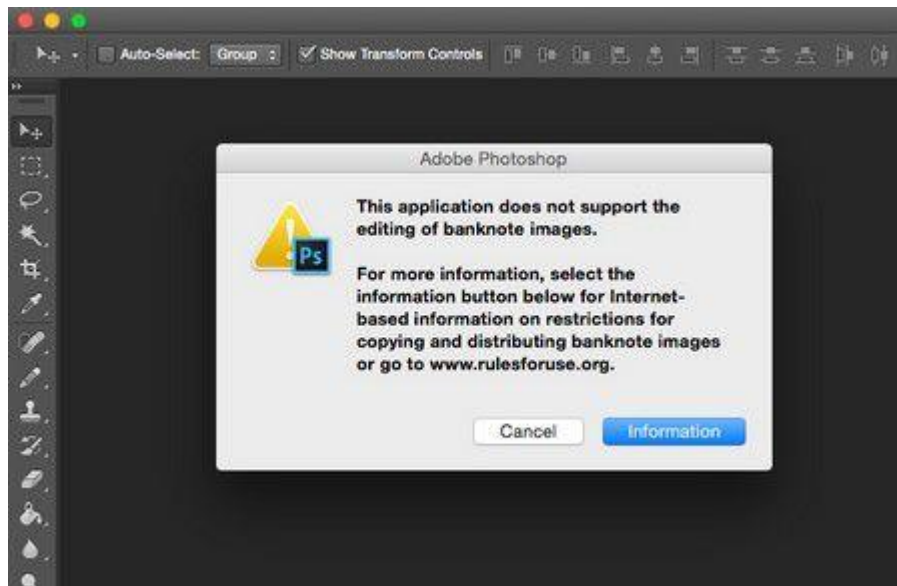 Auto-Select: Group Show Transform Controls
Adobe Photoshop
This application does not support the
editing of banknote images.
Ps
For more information, select the
information button below for Internet-
based information on restrictions for
copying and distributing banknote images
or go to www.rulesforuse.org.
Cancel Information